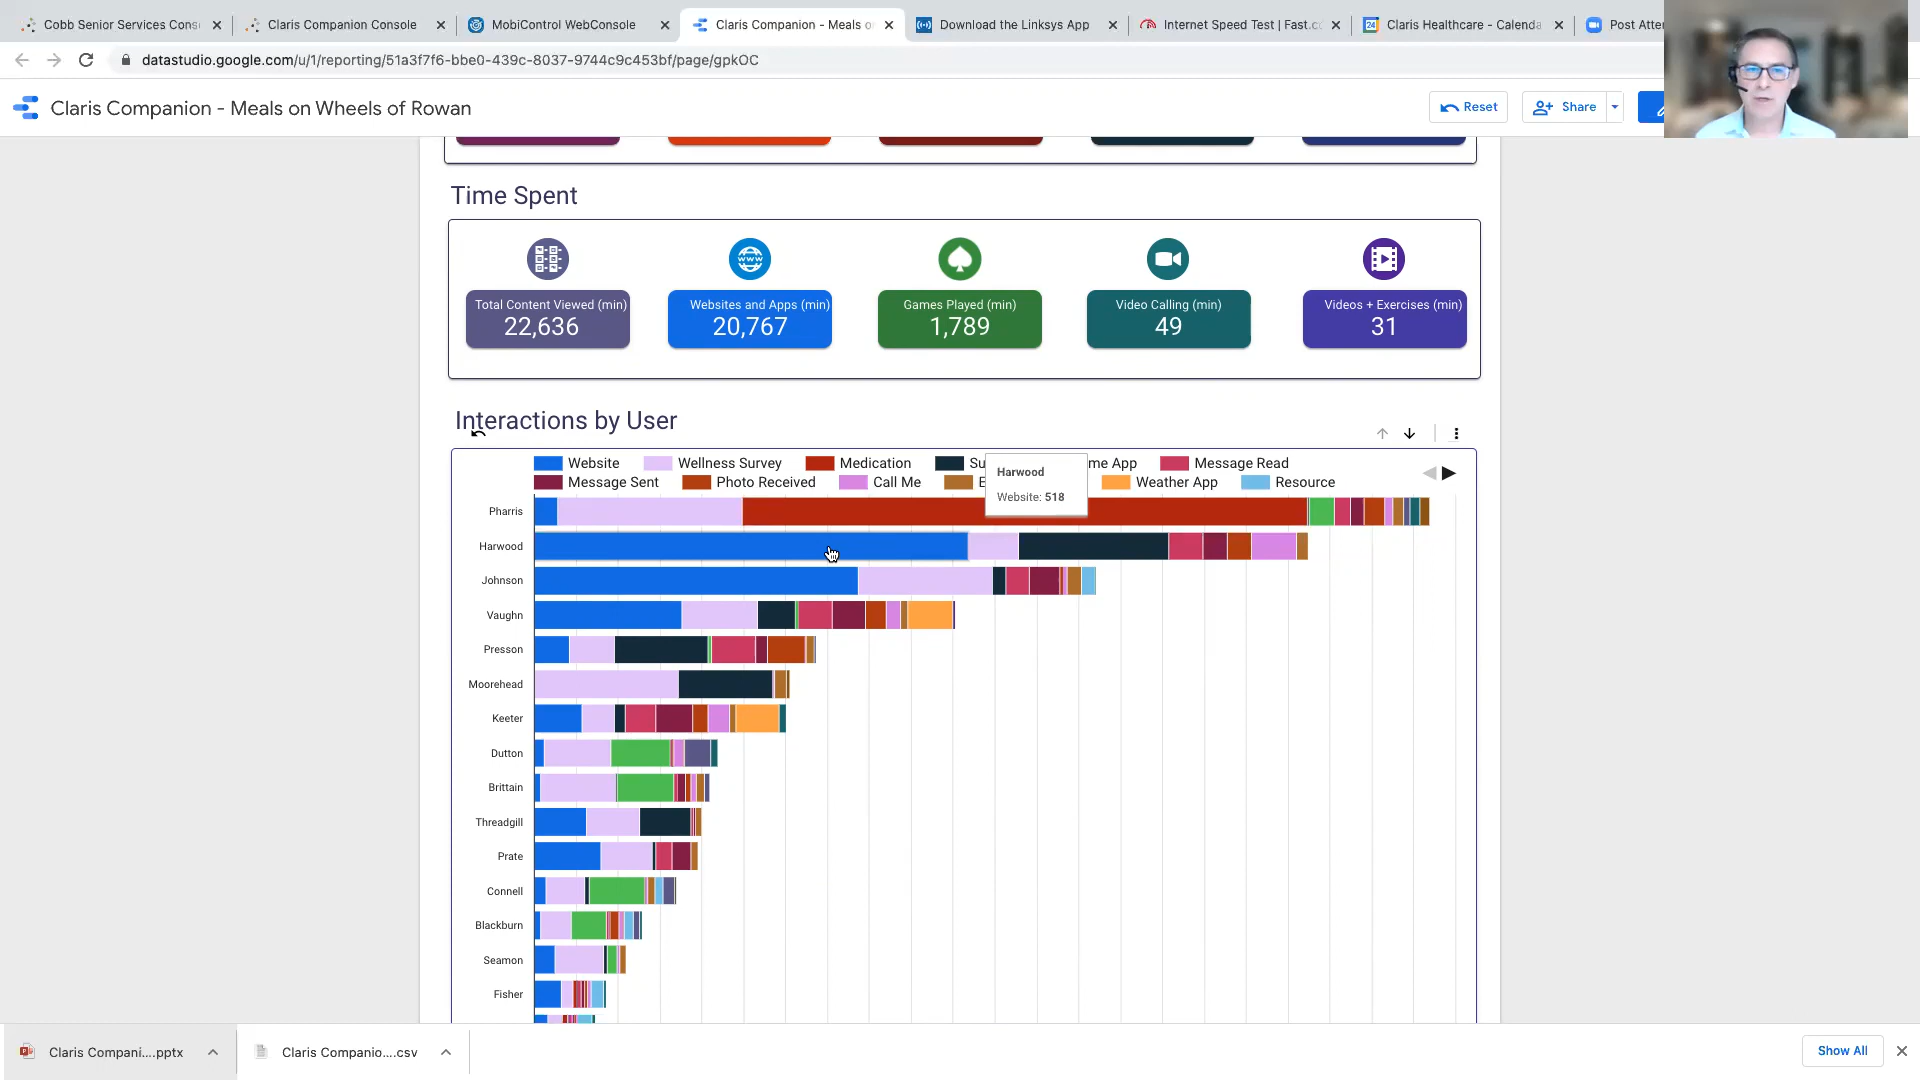 Cobb Senior Services Cons
Claris Companion Console
MobiControl WebConsole
Claris Companion - Meals o
Download the Linksys App
Internet Speed Test | Fast.c
24
Claris Healthcare - Calenda
Post Atte
datastudio.google.com/u/1/reporting/51a3f7f6-bbe0-439c-8037-9744c9c453bf/page/gpkOC
Claris Companion - Meals on Wheels of Rowan
Reset
Share
Time Spent
www
Total Content Viewed (min)
22,636
Websites and Apps (min)
20,767
Games Played (min)
1,789
Video Calling (min)
49
Videos + Exercises (min)
31
Interactions by User
Website
Wellness Survey
Medication
Su
me App
Message Read
Message Sent
Photo Received
Call Me
E
Weather App
Resource
Harwood
Website: 518
Pharris
Harwood
Johnson
Vaughn
Presson
Moorehead
Keeter
Dutton
Brittain
Threadgill
Prate
Connell
Blackburn
Seamon
Fisher
Claris Compani....pptx
Claris Companio....csv
Show All